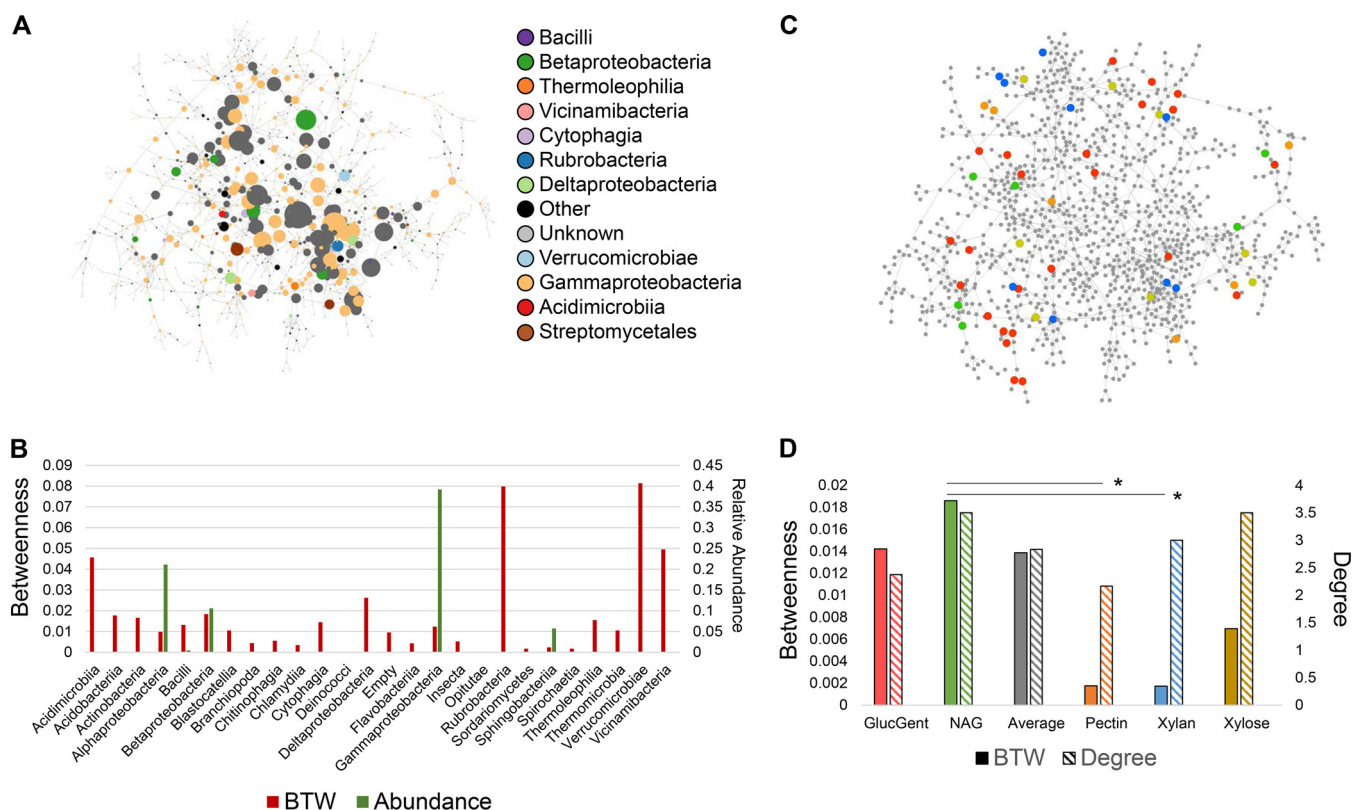 A
Bacilli
Betaproteobacteria
Thermoleophilia
Vicinamibacteria
Cytophagia
Rubrobacteria
Deltaproteobacteria
Other
Unknown
Verrucomicrobiae
Gammaproteobacteria
Acidimicrobiia
Streptomycetales
C
B
Betweenness
0.09
0.08
0.07
0.06
0.05
0.04
0.03
0.02
0.01
0
0.45
0.4
0.35
0.3
0.25
0.2
0.15
0.1
0.05
0
Relative Abundance
Acidimicrobiia
Acidobacteriia
Actinobacteria
Alphaproteobacteria
Bacilli
Betaproteobacteria
Blastocatellia
Branchiopoda
Chitinophagia
Chlamydiia
Cytophagia
Deinococci
Deltaproteobacteria
Empty
Flavobacteriia
Gammaproteobacteria
Insecta
Opitutae
Rubrobacteria
Sordariomycetes
Sphingobacteriia
Spirochaetia
Thermoleophilia
Thermomicrobia
Verrucomicrobiae
Vicinamibacteria
BTW Abundance
D
Betweenness
0.02
0.018
0.016
0.014
0.012
0.01
0.008
0.006
0.004
0.002
0
*
*
4
3.5
3
2.5
2
1.5
1
0.5
0
Degree
GlucGent NAG Average Pectin Xylan Xylose
BTW Degree